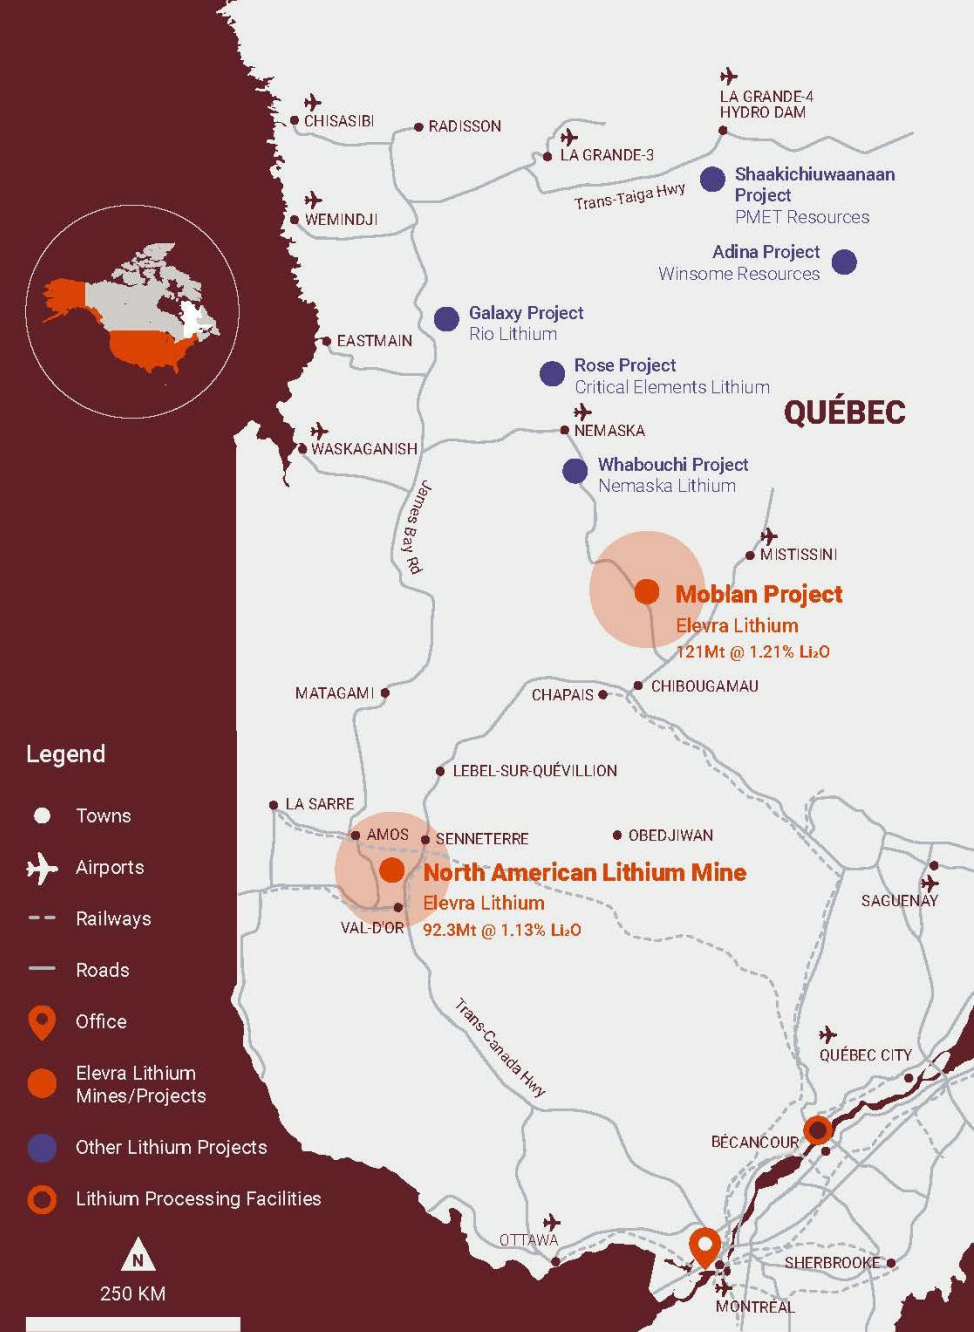 LA GRANDE-4
HYDRO DAM
CHISASIBI
RADISSON
LA GRANDE-3
Trans-Taiga Hwy
Shaakichiuwaanaan
Project
PMET Resources
WEMINDJI
Adina Project
Winsome Resources
Galaxy Project
Rio Lithium
EASTMAIN
Rose Project
Critical Elements Lithium
QUÉBEC
NEMASKA
WASKAGANISH
Whabouchi Project
Nemaska Lithium
James Bay Rd
MISTISSINI
Moblan Project
Elevra Lithium
121Mt @ 1.21% Li₂O
MATAGAMI
CHAPAIS
CHIBOUGAMAU
LEBEL-SUR-QUÉVILLION
LA SARRE
AMOS
SENNETERRE
OBEDJIWAN
North American Lithium Mine
Elevra Lithium
92.3Mt @ 1.13% Li₂O
VAL-D'OR
SAGUENAY
Trans-Canada Hwy
QUÉBEC CITY
BÉCANCOUR
OTTAWA
SHERBROOKE
MONTRÉAL
Legend
Towns
Airports
Railways
Roads
Office
Elevra Lithium
Mines/Projects
Other Lithium Projects
Lithium Processing Facilities
N
250 KM